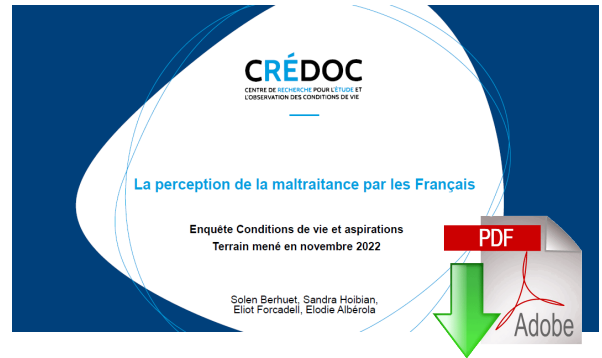 CRÉDOC
CENTRE DE RECHERCHE POUR L'ÉTUDE ET
L'OBSERVATION DES CONDITIONS DE VIE
La perception de la maltraitance par les Français
Enquête Conditions de vie et aspirations
Terrain mené en novembre 2022
Solen Berhuet, Sandra Hoibian,
Eliot Forcadell, Elodie Albérola
PDF
Adobe